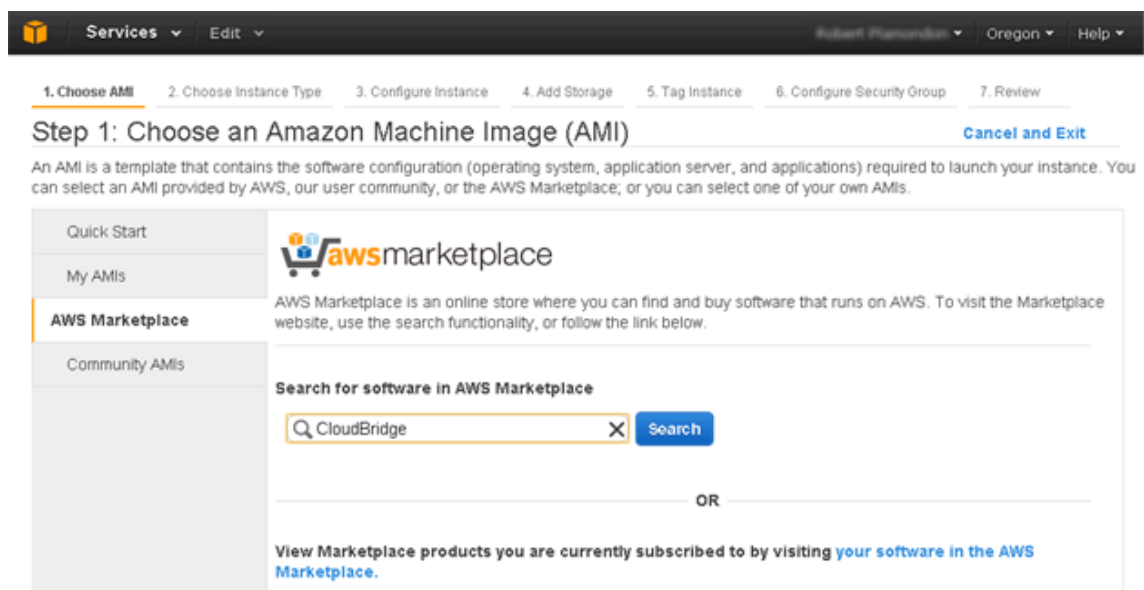 Services Edit Oregon Help
1. Choose AMI 2. Choose Instance Type 3. Configure Instance 4. Add Storage 5. Tag Instance 6. Configure Security Group 7. Review
Step 1: Choose an Amazon Machine Image (AMI)
Cancel and Exit
An AMI is a template that contains the software configuration (operating system, application server, and applications) required to launch your instance. You
can select an AMI provided by AWS, our user community, or the AWS Marketplace; or you can select one of your own AMIs.
Quick Start
My AMIs
AWS Marketplace
Community AMIs
awsmarketplace
AWS Marketplace is an online store where you can find and buy software that runs on AWS. To visit the Marketplace
website, use the search functionality, or follow the link below.
Search for software in AWS Marketplace
CloudBridge
Search
OR
View Marketplace products you are currently subscribed to by visiting your software in the AWS
Marketplace.